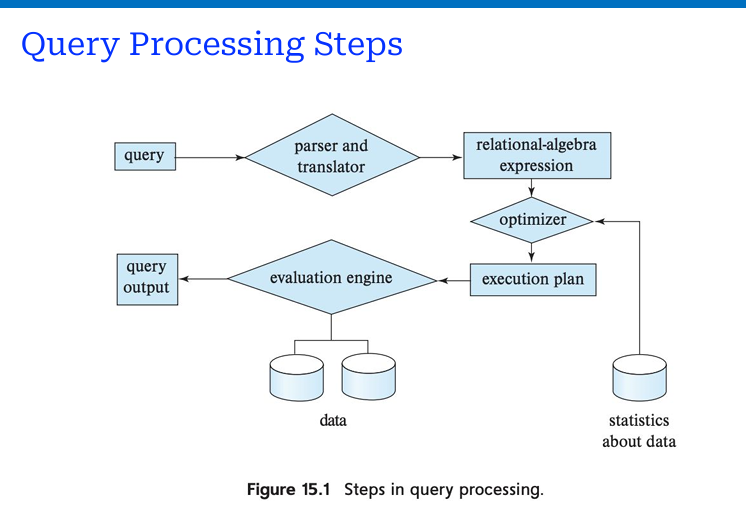 Query Processing Steps
query
parser and
translator
relational-algebra
expression
optimizer
query
output
evaluation engine
execution plan
data
statistics
about data
Figure 15.1 Steps in query processing.